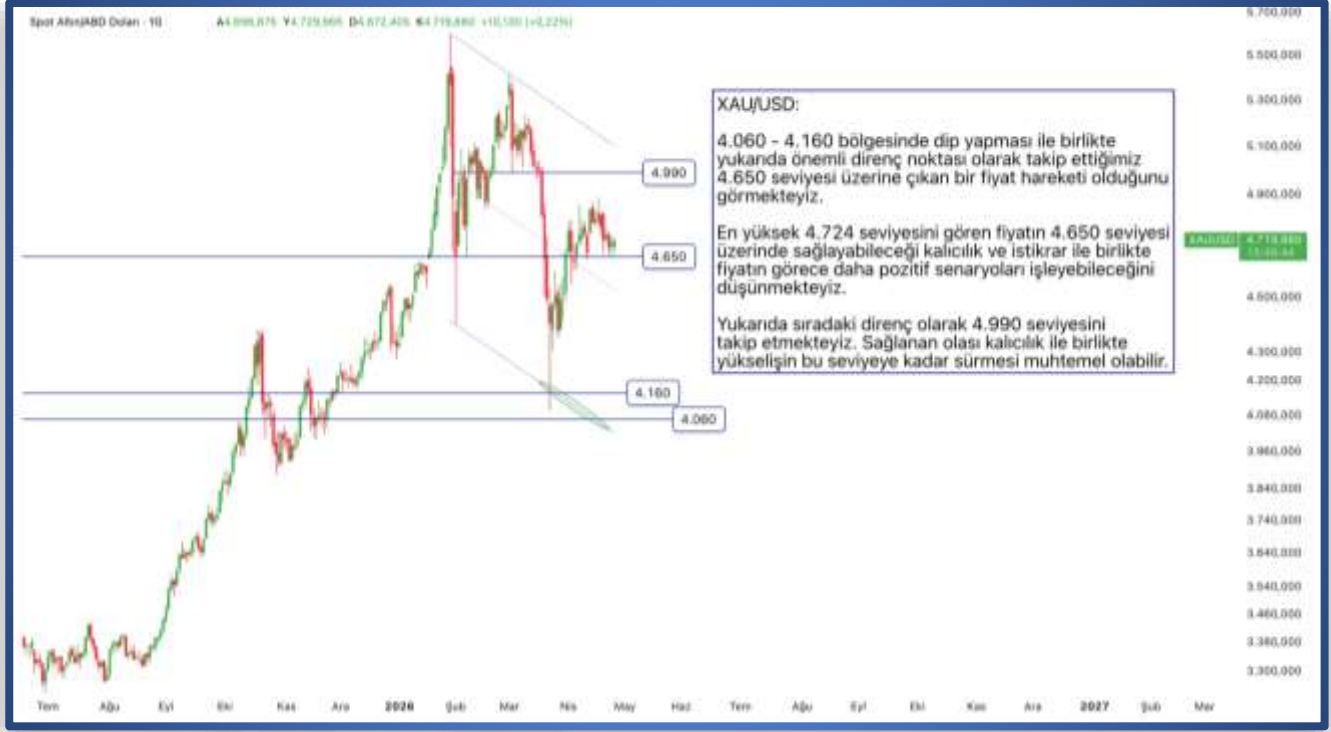 Spot Altın/ABD Doları · 1G
XAU/USD:
4.060 – 4.160 bölgesinde dip yapması ile birlikte
yukarıda önemli direnç noktası olarak takip ettiğimiz
4.650 seviyesi üzerine çıkan bir fiyat hareketi olduğunu
görmekteyiz.
En yüksek 4.724 seviyesini gören fiyatın 4.650 seviyesi
üzerinde sağlayabileceği kalıcılık ve istikrar ile birlikte
fiyatın görece daha pozitif senaryoları işleyebileceğini
düşünmekteyiz.
Yukarıda sıradaki direnç olarak 4.990 seviyesini
takip etmekteyiz. Sağlanan olası kalıcılık ile birlikte
yükselişin bu seviyeye kadar sürmesi muhtemel olabilir.
4.990
4.650
4.160
4.060
5.700,000
5.500,000
5.300,000
5.100,000
4.900,000
XAUUSD 4.719,880
4.500,000
4.300,000
4.200,000
4.080,000
3.960,000
3.840,000
3.740,000
3.640,000
3.540,000
3.460,000
3.380,000
3.300,000
Tem Ağu Eyl Eki Kas Ara 2026 Şub Mar Nis May Haz Tem Ağu Eyl Eki Kas Ara 2027 Şub Mar